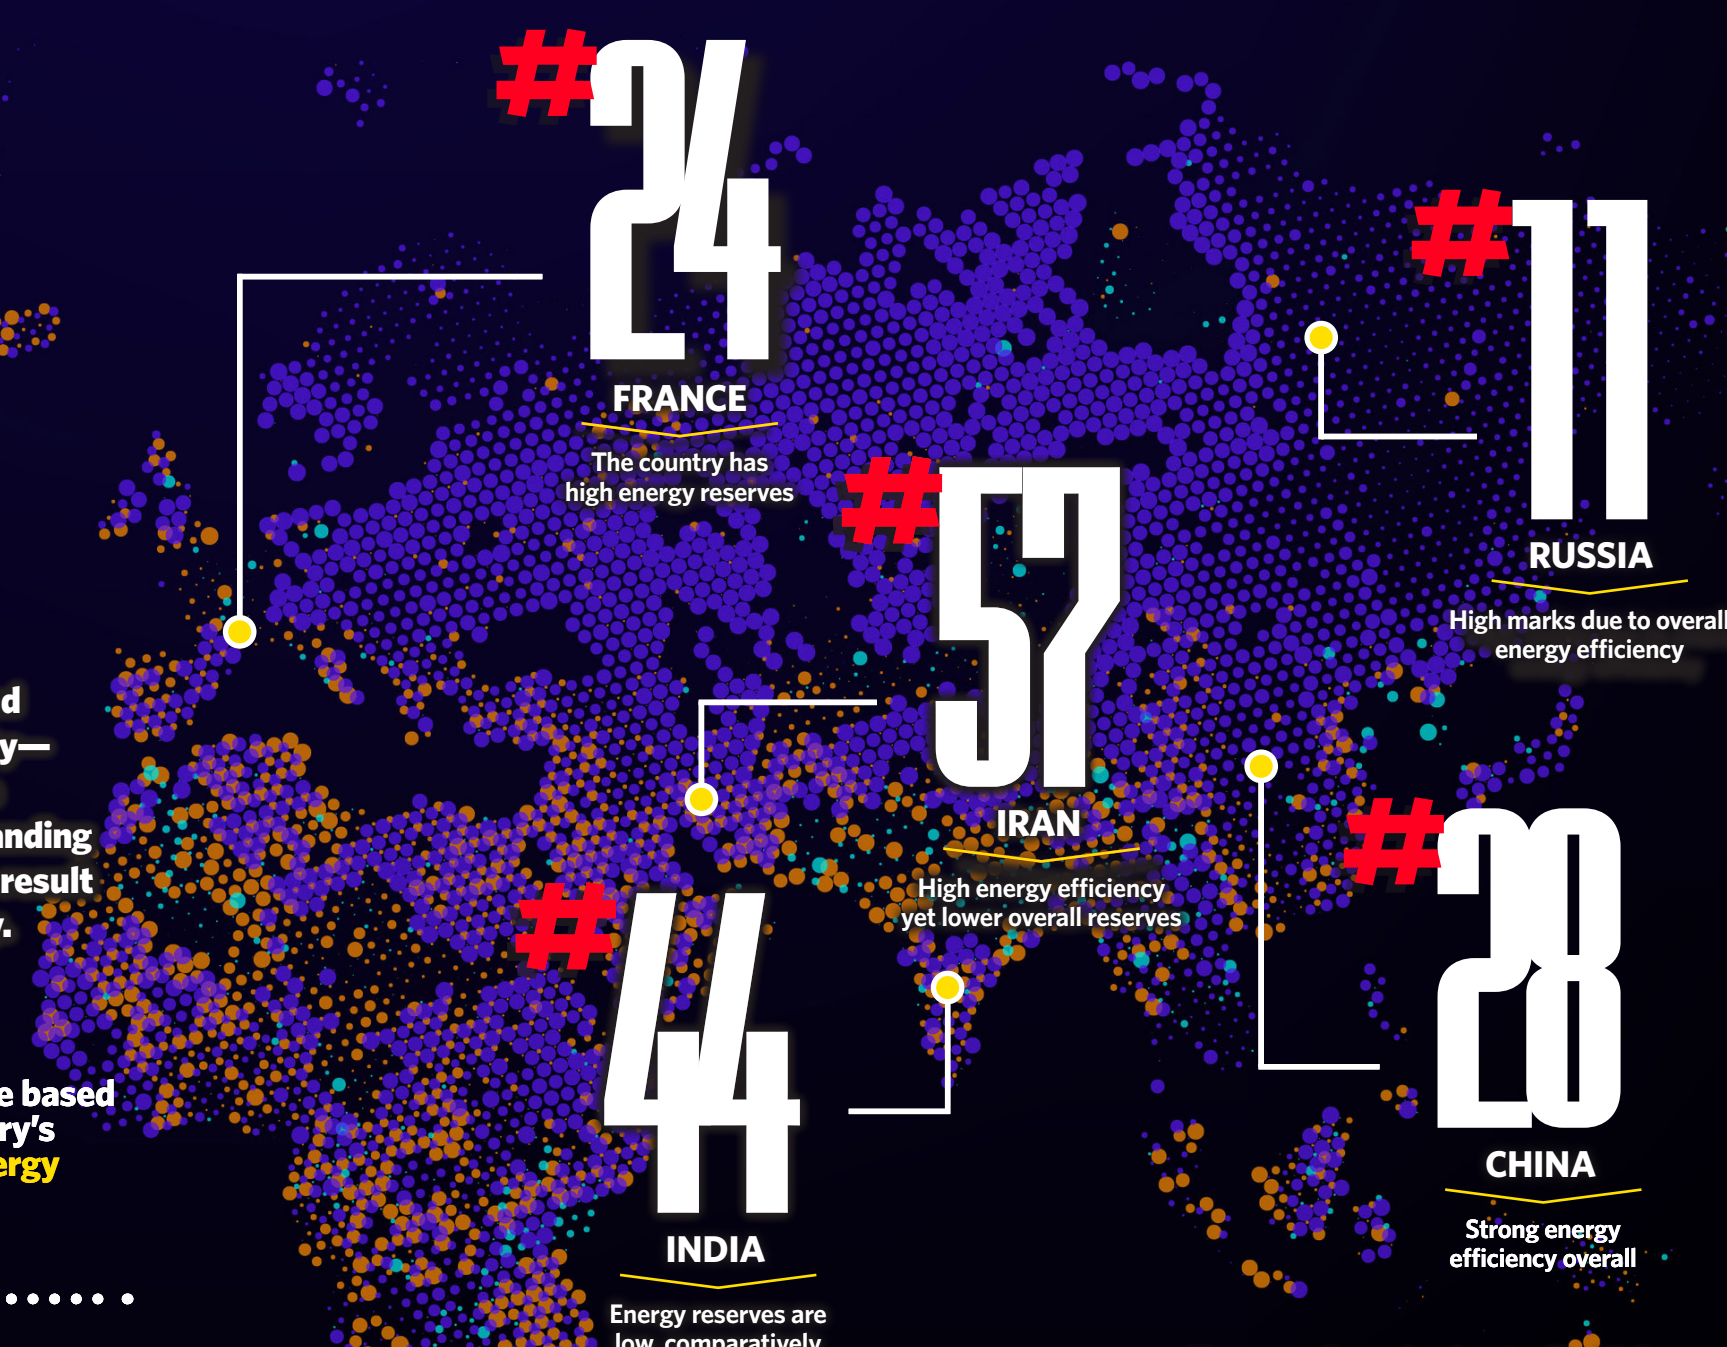 #24
FRANCE
The country has
high energy reserves
#11
RUSSIA
High marks due to overall
energy efficiency
#57
IRAN
High energy efficiency
yet lower overall reserves
#28
CHINA
Strong energy
efficiency overall
#44
INDIA
Energy reserves are
low, comparatively
d
y—
nding
result
y.
e based
ry's
ergy